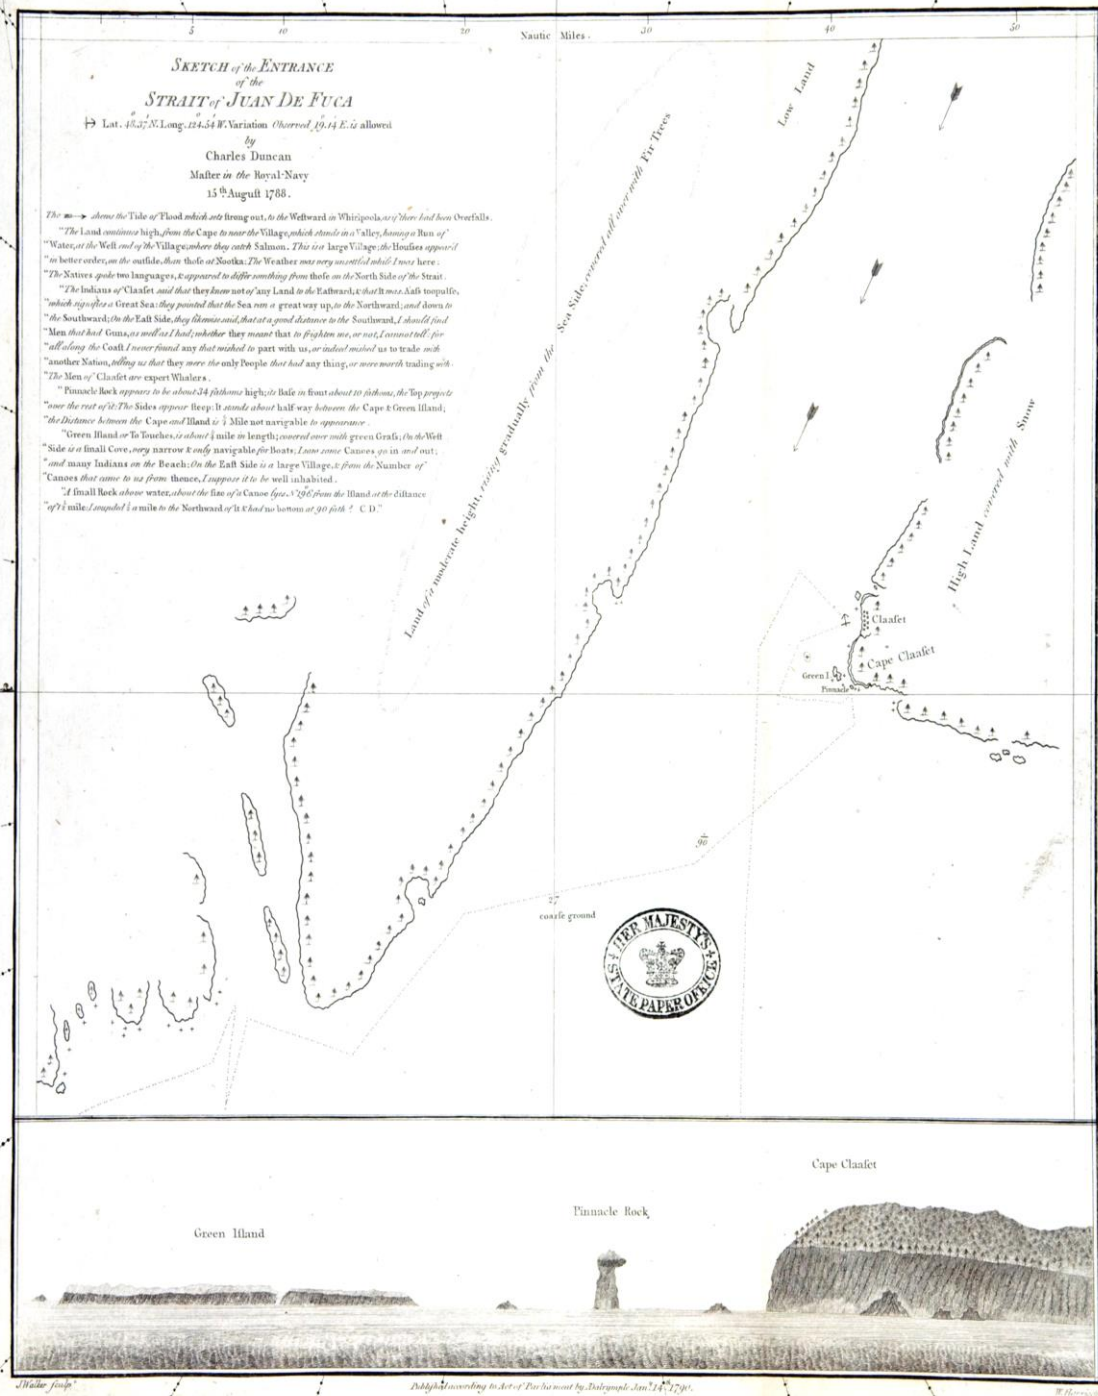 5 10 20 Nautic Miles. 30 40 50
SKETCH of the ENTRANCE
of the
STRAIT of JUAN DE FUCA
Lat. 48.°37.′N. Long. 124.°54.′W. Variation Observed 19.°14.′E. is allowed
by
Charles Duncan
Maſter in the Royal-Navy
15th Auguſt 1788.
The shews the Tide of Flood which sets ſtrong out, to the Weſtward in Whirlpools, as if there had been Overfalls.
"The Land continues high, from the Cape to near the Village, which stands in a Valley, having a Run of
"Water, at the West end of the Village, where they catch Salmon. This is a large Village; the Houſses appear'd
"in better order, on the outſide, than thoſe at Nootka: The Weather was very unsettled while I was here:
"The Natives spoke two languages, & appeared to differ somthing from thoſe on the North Side of the Strait.
"The Indians of Claaſet said that they knew not of any Land to the Eaſtward; & that It was Naſs toopulſe,
"which signifies a Great Sea: they pointed that the Sea ran a great way up, to the Northward; and down to
"the Southward; On the Eaſt Side, they likewise said, that at a good distance to the Southward, I should find
"Men that had Guns, as well as I had; whether they meant that to frighten me, or not, I cannot tell: for
"all along the Coaſt I never found any that wished to part with us, or indeed wished us to trade with
"another Nation, telling us that they were the only People that had any thing, or were worth trading with.
"The Men of Claaſet are expert Whalers.
"Pinnacle Rock appears to be about 34 fathoms high; its Baſe in front about 10 fathoms, the Top projects
"over the rest of it: The Sides appear ſteep: It stands about half way between the Cape & Green Iſland;
"the Distance between the Cape and Iſland is Mile not navigable to appearance.
"Green Iſland or To Touches, is about mile in length; covered over with green Graſs; On the Weſt
"Side is a ſmall Cove, very narrow & only navigable for Boats; I saw some Canoes go in and out;
"and many Indians on the Beach; On the Eaſt Side is a large Village, & from the Number of
"Canoes that came to us from thence, I suppose it to be well inhabited.
"A ſmall Rock above water, about the size of a Canoe lyes from the Iſland at the diſtance
"of mile: I sounded a mile to the Northward of It & had no bottom at 90 fath? C D."
Land of a moderate height, rising gradually from the Sea Side, covered all over with Fir Trees
Low Land
High Land covered with Snow
Claaſet
Cape Claaſet
Green I.
Pinnacle
90
27
coarſe ground
HER MAJESTY'S
STATE PAPER OFFICE
Cape Claaſet
Pinnacle Rock
Green Iſland
J. Walker ſculpt.
Publiſhed according to Act of Parliament by ADalrymple Janʸ. 14th, 1790.
W. Harrison